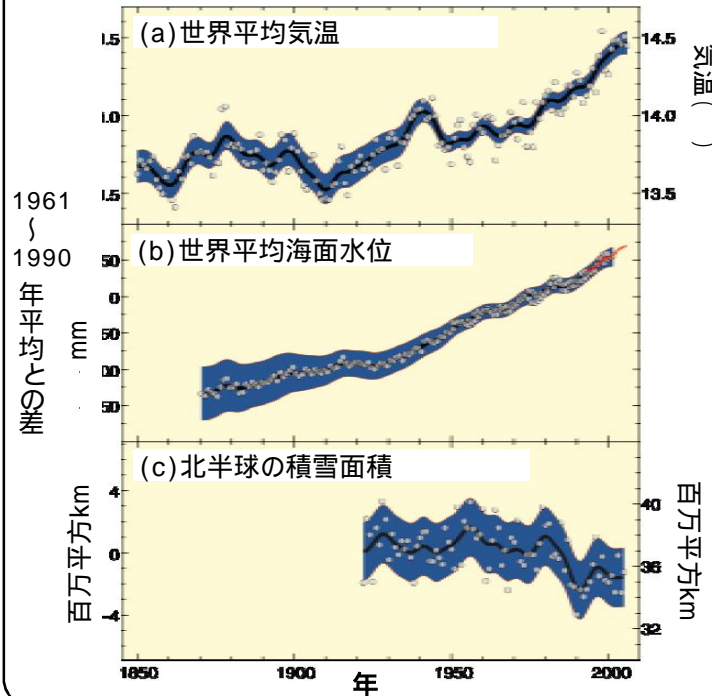 (a)世界平均気温
14.5
14.0
13.5
気温( )
1961
~
1990
年平均との差
(b)世界平均海面水位
mm
(c)北半球の積雪面積
4
0
-4
百万平方km
40
36
32
百万平方km
1850
1900
1950
2000
年